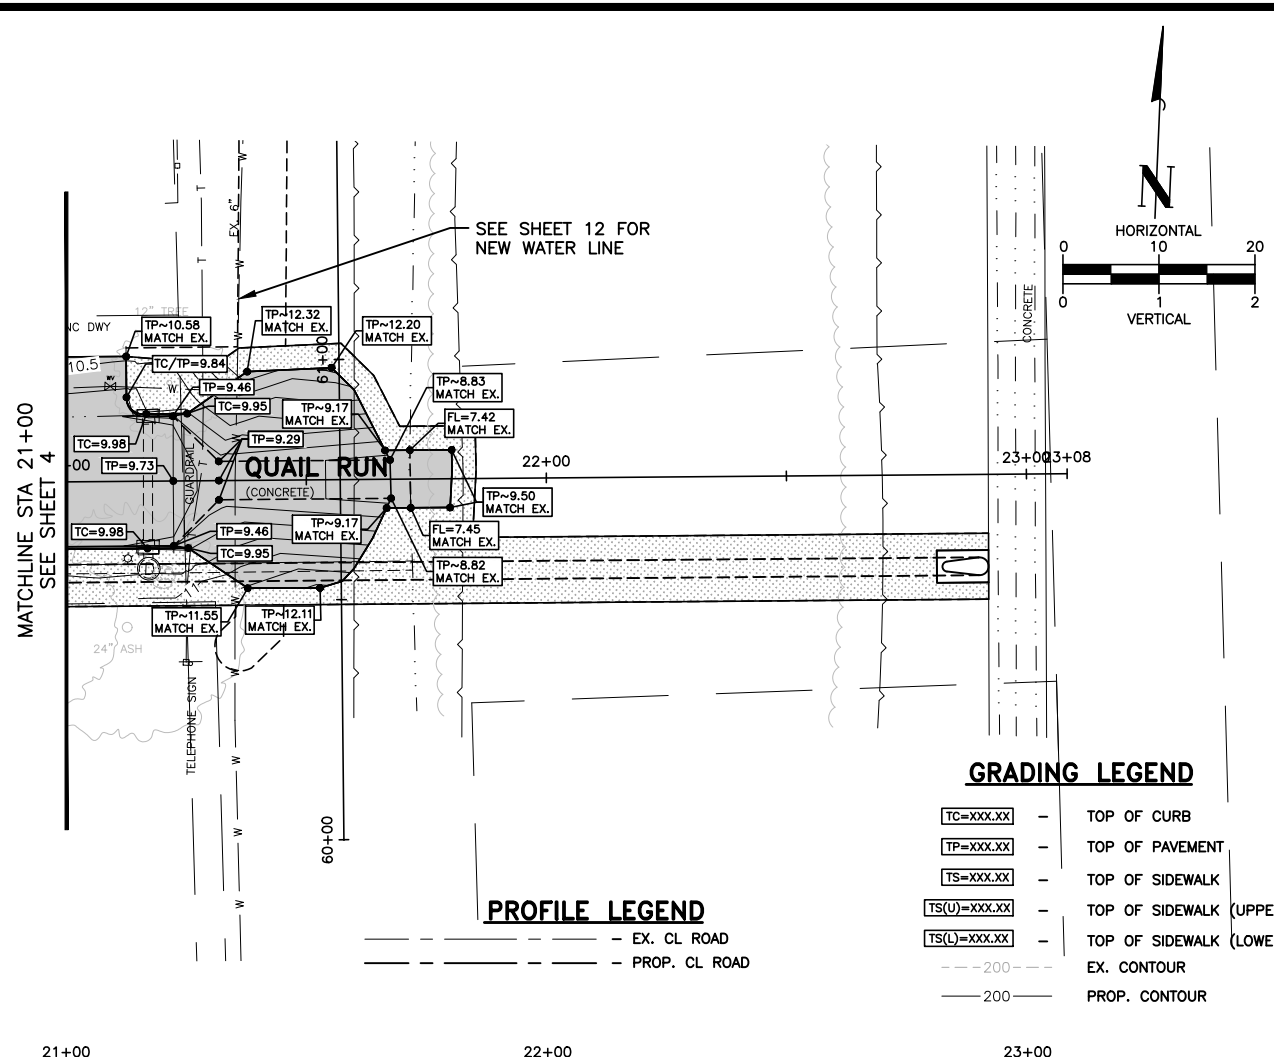 N
HORIZONTAL
0 10 20
0 1 2
VERTICAL
SEE SHEET 12 FOR
NEW WATER LINE
EX. 6"
W
W
T
T
12" TREE
NC DWY
TP~10.58
MATCH EX.
TP~12.32
MATCH EX.
TP~12.20
MATCH EX.
61+00
10.5
TC/TP=9.84
WV
W
TP=9.46
TC=9.95
TP~9.17
MATCH EX.
TP~8.83
MATCH EX.
FL=7.42
MATCH EX.
TC=9.98
TP=9.29
TP=9.73
+00
GUARDRAIL
T
QUAIL RUN
(CONCRETE)
22+00
23+00
23+08
CONCRETE
MATCHLINE STA 21+00
SEE SHEET 4
TP~9.50
MATCH EX.
TC=9.98
TP=9.46
TP~9.17
MATCH EX.
FL=7.45
MATCH EX.
TC=9.95
TP~8.82
MATCH EX.
D
TP~11.55
MATCH EX.
TP~12.11
MATCH EX.
24" ASH
TELEPHONE SIGN
W
W
W
W
W
W
60+00
GRADING LEGEND
TC=XXX.XX – TOP OF CURB
TP=XXX.XX – TOP OF PAVEMENT
TS=XXX.XX – TOP OF SIDEWALK
TS(U)=XXX.XX – TOP OF SIDEWALK (UPPE
TS(L)=XXX.XX – TOP OF SIDEWALK (LOWE
200 EX. CONTOUR
200 PROP. CONTOUR
PROFILE LEGEND
EX. CL ROAD
PROP. CL ROAD
21+00 22+00 23+00